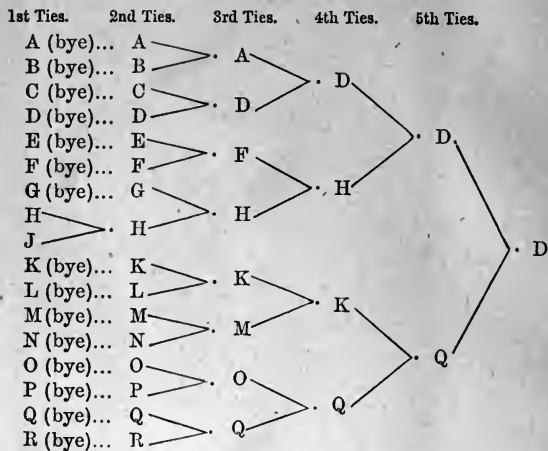 1st Ties. 2nd Ties. 3rd Ties. 4th Ties. 5th Ties.
A (bye)... A
B (bye)... B
A
C (bye)... C
D (bye)... D
D
D
E (bye)... E
F (bye)... F
F
G (bye)... G
H
J
H
H
H
D
K (bye)... K
L (bye)... L
K
M (bye)... M
N (bye)... N
M
K
O (bye)... O
P (bye)... P
O
Q (bye)... Q
R (bye)... R
Q
Q
Q
D